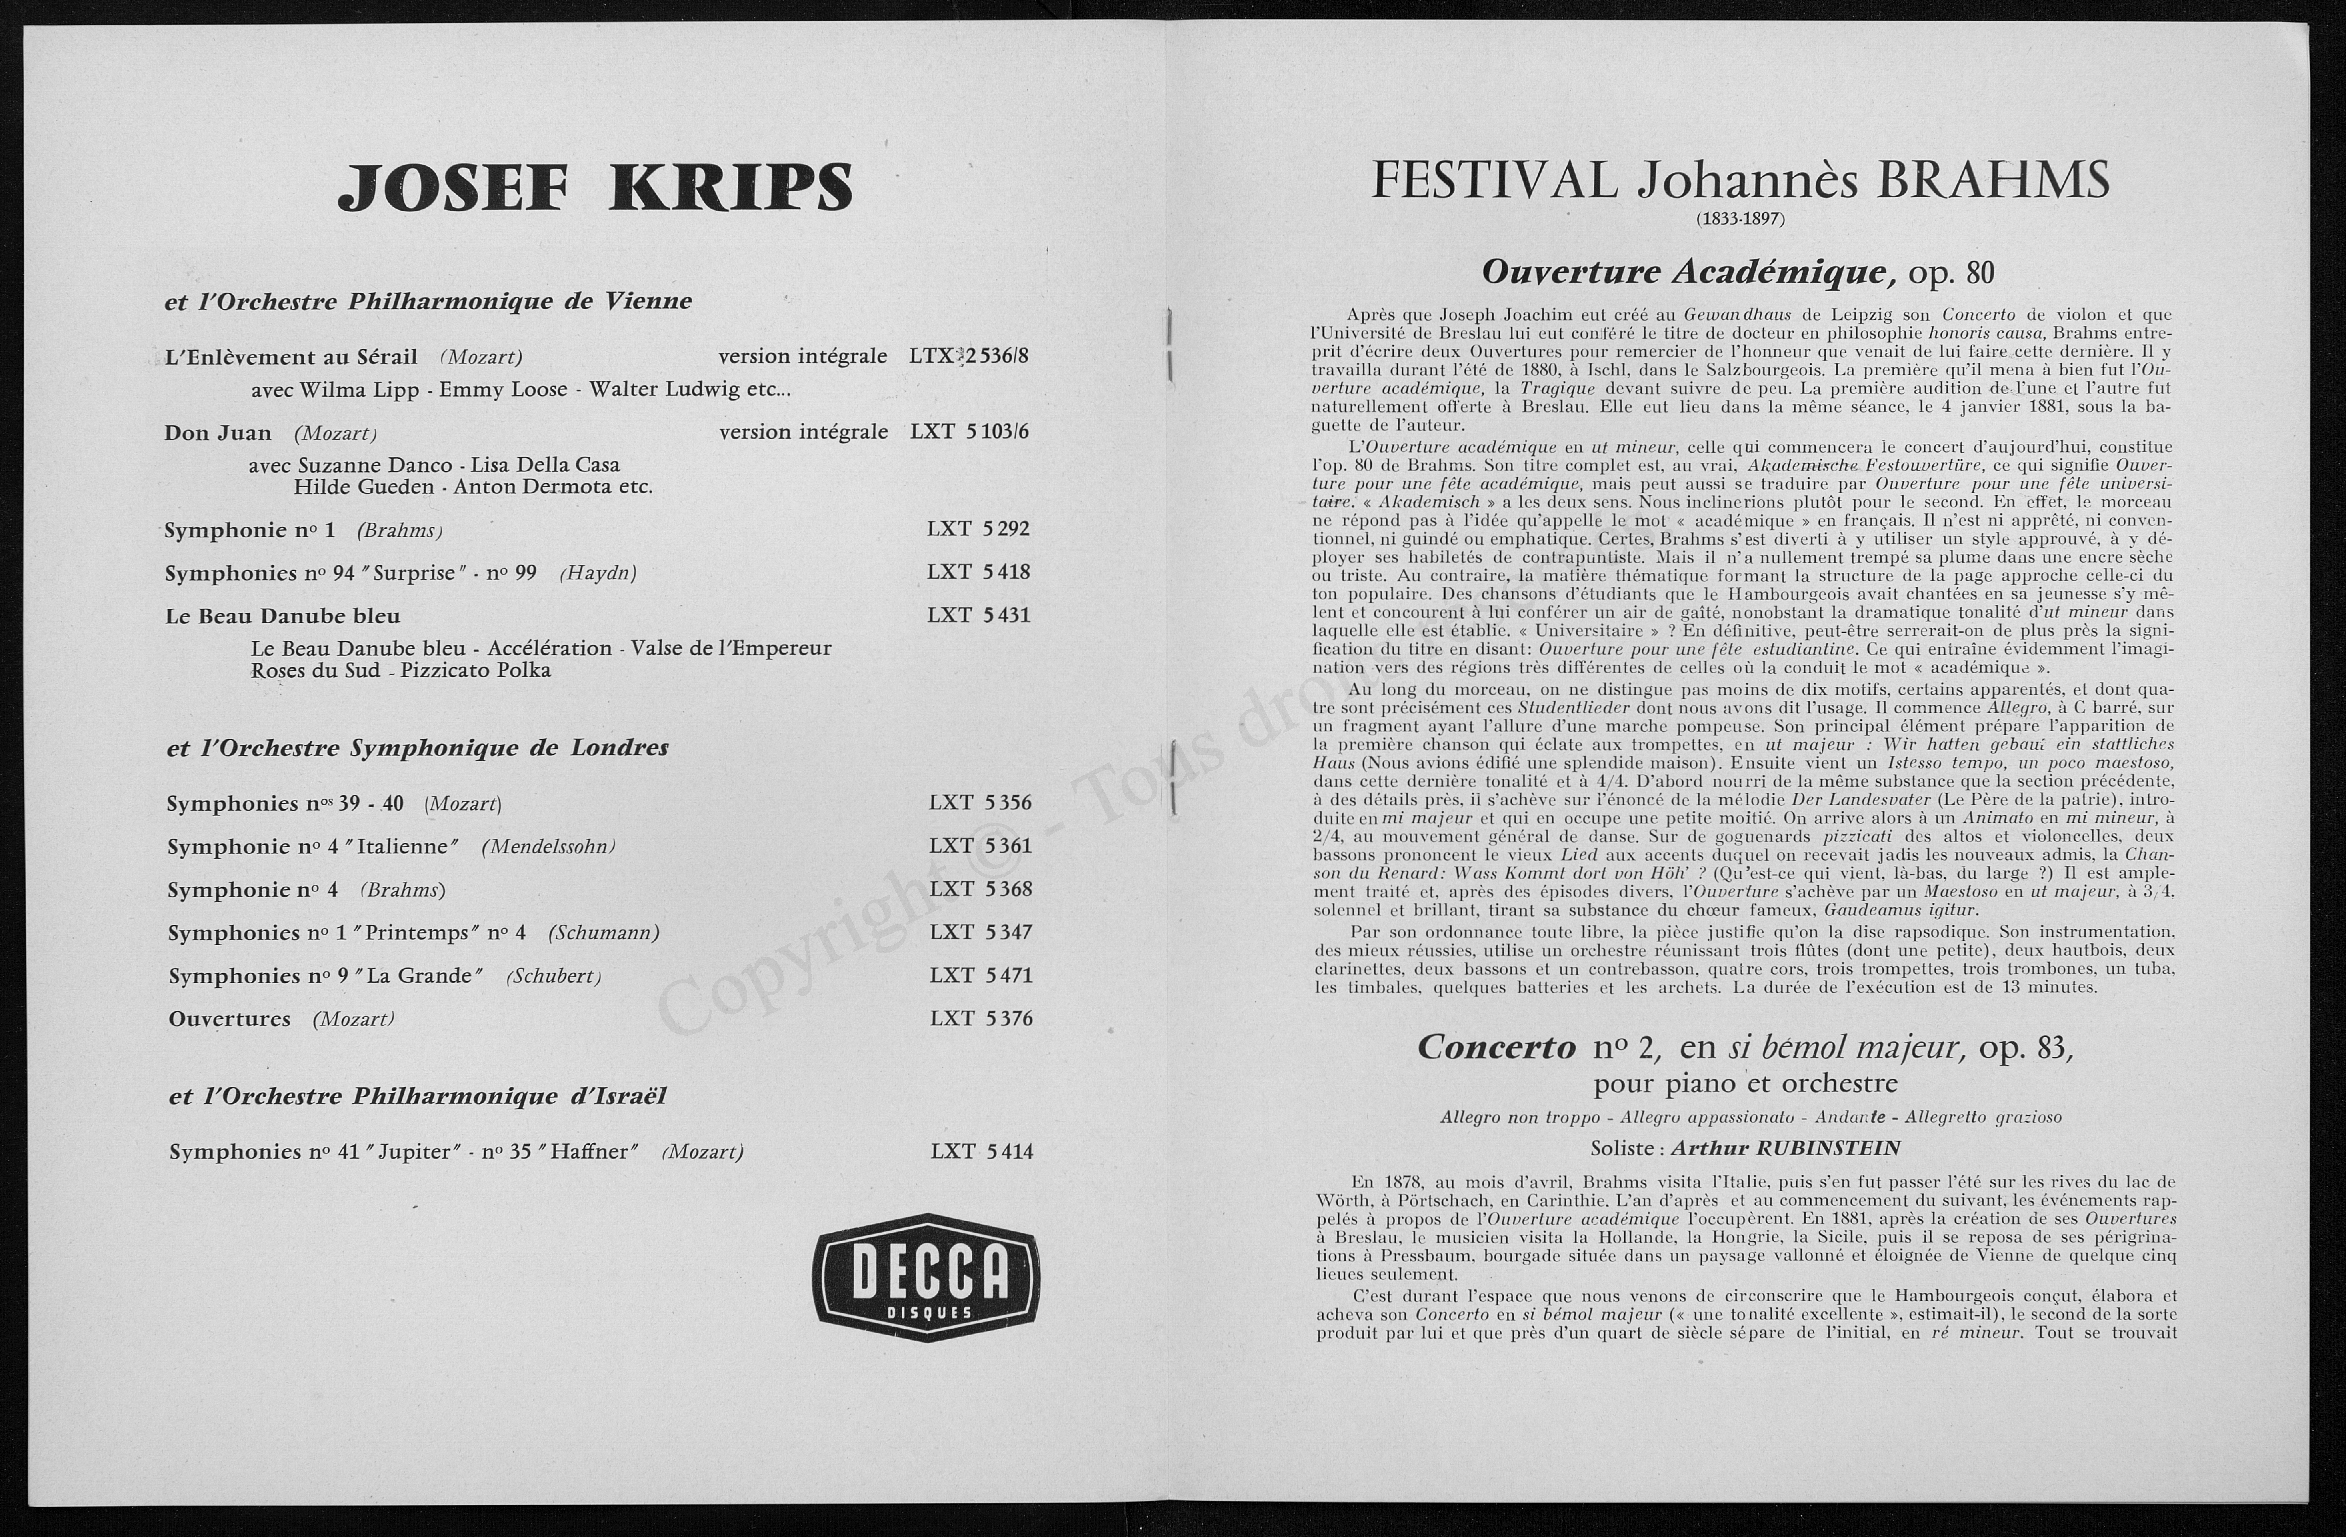 JOSEF KRIPS
et l'Orchestre Philharmonique de Vienne
L'Enlèvement au Sérail (Mozart) version intégrale LTX 2536/8
avec Wilma Lipp - Emmy Loose - Walter Ludwig etc...
Don Juan (Mozart) version intégrale LXT 5103/6
avec Suzanne Danco - Lisa Della Casa
Hilde Gueden - Anton Dermota etc.
Symphonie nº 1 (Brahms) LXT 5292
Symphonies nº 94 "Surprise" - nº 99 (Haydn) LXT 5418
Le Beau Danube bleu LXT 5431
Le Beau Danube bleu - Accélération - Valse de l'Empereur
Roses du Sud - Pizzicato Polka
et l'Orchestre Symphonique de Londres
Symphonies nos 39 - 40 (Mozart) LXT 5356
Symphonie nº 4 "Italienne" (Mendelssohn) LXT 5361
Symphonie nº 4 (Brahms) LXT 5368
Symphonies nº 1 "Printemps" nº 4 (Schumann) LXT 5347
Symphonies nº 9 "La Grande" (Schubert) LXT 5471
Ouvertures (Mozart) LXT 5376
et l'Orchestre Philharmonique d'Israël
Symphonies nº 41 "Jupiter" - nº 35 "Haffner" (Mozart) LXT 5414
DECCA
DISQUES
FESTIVAL Johannès BRAHMS
(1833-1897)
Ouverture Académique, op. 80
Après que Joseph Joachim eut créé au Gewandhaus de Leipzig son Concerto de violon et que
l'Université de Breslau lui eut conféré le titre de docteur en philosophie honoris causa, Brahms entre-
prit d'écrire deux Ouvertures pour remercier de l'honneur que venait de lui faire cette dernière. Il y
travailla durant l'été de 1880, à Ischl, dans le Salzbourgeois. La première qu'il mena à bien fut l'Ou-
verture académique, la Tragique devant suivre de peu. La première audition de l'une et l'autre fut
naturellement offerte à Breslau. Elle eut lieu dans la même séance, le 4 janvier 1881, sous la ba-
guette de l'auteur.
L'Ouverture académique en ut mineur, celle qui commencera le concert d'aujourd'hui, constitue
l'op. 80 de Brahms. Son titre complet est, au vrai, Akademische Festouvertüre, ce qui signifie Ouver-
ture pour une fête académique, mais peut aussi se traduire par Ouverture pour une fête universi-
taire. « Akademisch » a les deux sens. Nous inclinerions plutôt pour le second. En effet, le morceau
ne répond pas à l'idée qu'appelle le mot « académique » en français. Il n'est ni apprêté, ni conven-
tionnel, ni guindé ou emphatique. Certes, Brahms s'est diverti à y utiliser un style approuvé, à y dé-
ployer ses habiletés de contrapuntiste. Mais il n'a nullement trempé sa plume dans une encre sèche
ou triste. Au contraire, la matière thématique formant la structure de la page approche celle-ci du
ton populaire. Des chansons d'étudiants que le Hambourgeois avait chantées en sa jeunesse s'y mê-
lent et concourent à lui conférer un air de gaîté, nonobstant la dramatique tonalité d'ut mineur dans
laquelle elle est établie. « Universitaire » ? En définitive, peut-être serrerait-on de plus près la signi-
fication du titre en disant: Ouverture pour une fête estudiantine. Ce qui entraîne évidemment l'imagi-
nation vers des régions très différentes de celles où la conduit le mot « académique ».
Au long du morceau, on ne distingue pas moins de dix motifs, certains apparentés, et dont qua-
tre sont précisément ces Studentlieder dont nous avons dit l'usage. Il commence Allegro, à C barré, sur
un fragment ayant l'allure d'une marche pompeuse. Son principal élément prépare l'apparition de
la première chanson qui éclate aux trompettes, en ut majeur : Wir hatten gebaut ein stattliches
Haus (Nous avions édifié une splendide maison). Ensuite vient un Istesso tempo, un poco maestoso,
dans cette dernière tonalité et à 4/4. D'abord nourri de la même substance que la section précédente,
à des détails près, il s'achève sur l'énoncé de la mélodie Der Landesvater (Le Père de la patrie), intro-
duite en mi majeur et qui en occupe une petite moitié. On arrive alors à un Animato en mi mineur, à
2/4, au mouvement général de danse. Sur de goguenards pizzicati des altos et violoncelles, deux
bassons prononcent le vieux Lied aux accents duquel on recevait jadis les nouveaux admis, la Chan-
son du Renard: Wass Kommt dort von Höh' ? (Qu'est-ce qui vient, là-bas, du large ?) Il est ample-
ment traité et, après des épisodes divers, l'Ouverture s'achève par un Maestoso en ut majeur, à 3/4,
solennel et brillant, tirant sa substance du chœur fameux, Gaudeamus igitur.
Par son ordonnance toute libre, la pièce justifie qu'on la dise rapsodique. Son instrumentation,
des mieux réussies, utilise un orchestre réunissant trois flûtes (dont une petite), deux hautbois, deux
clarinettes, deux bassons et un contrebasson, quatre cors, trois trompettes, trois trombones, un tuba,
les timbales, quelques batteries et les archets. La durée de l'exécution est de 13 minutes.
Concerto nº 2, en si bémol majeur, op. 83,
pour piano et orchestre
Allegro non troppo - Allegro appassionato - Andante - Allegretto grazioso
Soliste : Arthur RUBINSTEIN
En 1878, au mois d'avril, Brahms visita l'Italie, puis s'en fut passer l'été sur les rives du lac de
Wörth, à Pörtschach, en Carinthie. L'an d'après et au commencement du suivant, les événements rap-
pelés à propos de l'Ouverture académique l'occupèrent. En 1881, après la création de ses Ouvertures
à Breslau, le musicien visita la Hollande, la Hongrie, la Sicile, puis il se reposa de ses périgrina-
tions à Pressbaum, bourgade située dans un paysage vallonné et éloignée de Vienne de quelque cinq
lieues seulement.
C'est durant l'espace que nous venons de circonscrire que le Hambourgeois conçut, élabora et
acheva son Concerto en si bémol majeur (« une tonalité excellente », estimait-il), le second de la sorte
produit par lui et que près d'un quart de siècle sépare de l'initial, en ré mineur. Tout se trouvait
Copyright © - Tous droits